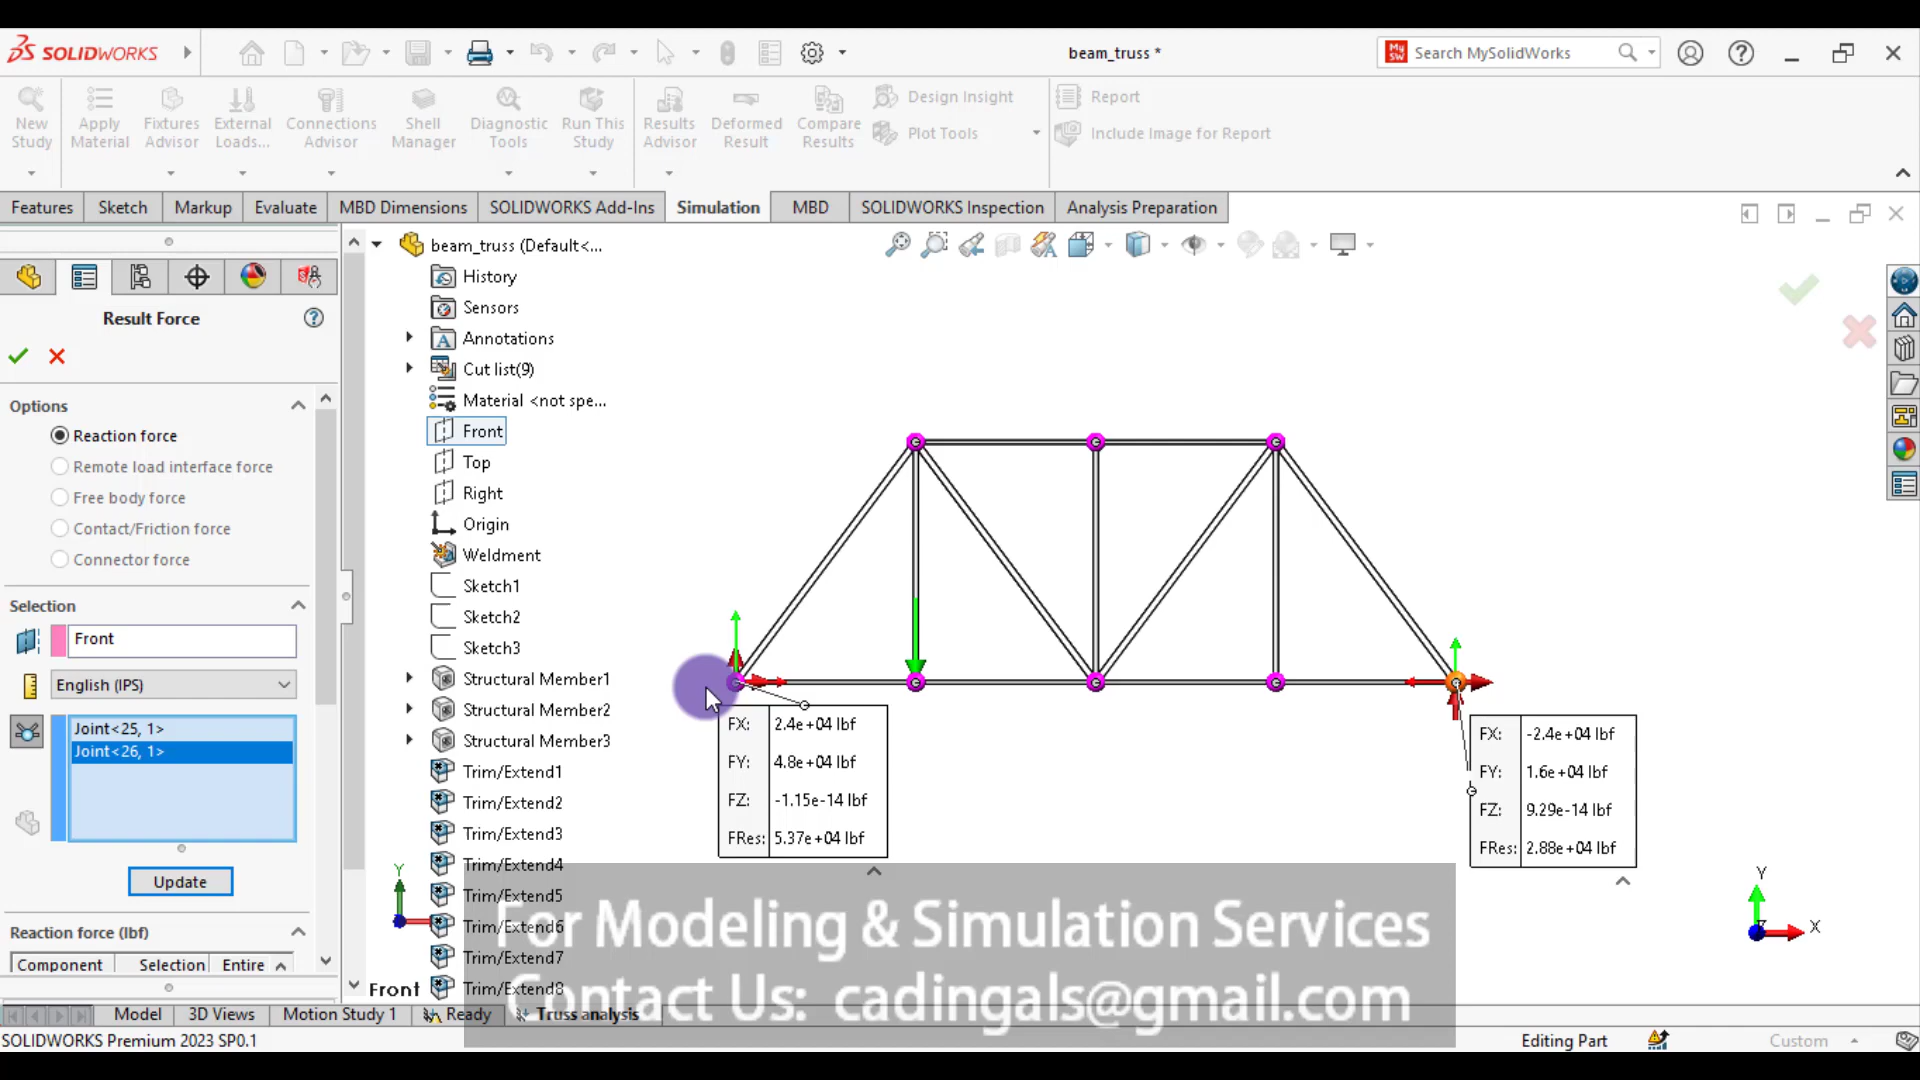 SOLIDWORKS
beam_truss *
Search MySolidWorks
New Study
Apply Material
Fixtures Advisor
External Loads...
Connections Advisor
Shell Manager
Diagnostic Tools
Run This Study
Results Advisor
Deformed Result
Compare Results
Design Insight
Plot Tools
Report
Include Image for Report
Features
Sketch
Markup
Evaluate
MBD Dimensions
SOLIDWORKS Add-Ins
Simulation
MBD
SOLIDWORKS Inspection
Analysis Preparation
Result Force
Options
Reaction force
Remote load interface force
Free body force
Contact/Friction force
Connector force
Selection
Front
English (IPS)
Joint<25, 1>
Joint<26, 1>
Update
Reaction force (lbf)
Component Selection Entire
beam_truss (Default<...
History
Sensors
Annotations
Cut list(9)
Material <not spe...
Front
Top
Right
Origin
Weldment
Sketch1
Sketch2
Sketch3
Structural Member1
Structural Member2
Structural Member3
Trim/Extend1
Trim/Extend2
Trim/Extend3
Trim/Extend4
Trim/Extend5
Trim/Extend6
Trim/Extend7
Trim/Extend8
FX: 2.4e+04 lbf
FY: 4.8e+04 lbf
FZ: -1.15e-14 lbf
FRes: 5.37e+04 lbf
FX: -2.4e+04 lbf
FY: 1.6e+04 lbf
FZ: 9.29e-14 lbf
FRes: 2.88e+04 lbf
Y
Y
X
Front
For Modeling & Simulation Services
Contact Us: cadingals@gmail.com
Model
3D Views
Motion Study 1
Ready
Truss analysis
SOLIDWORKS Premium 2023 SP0.1
Editing Part
Custom